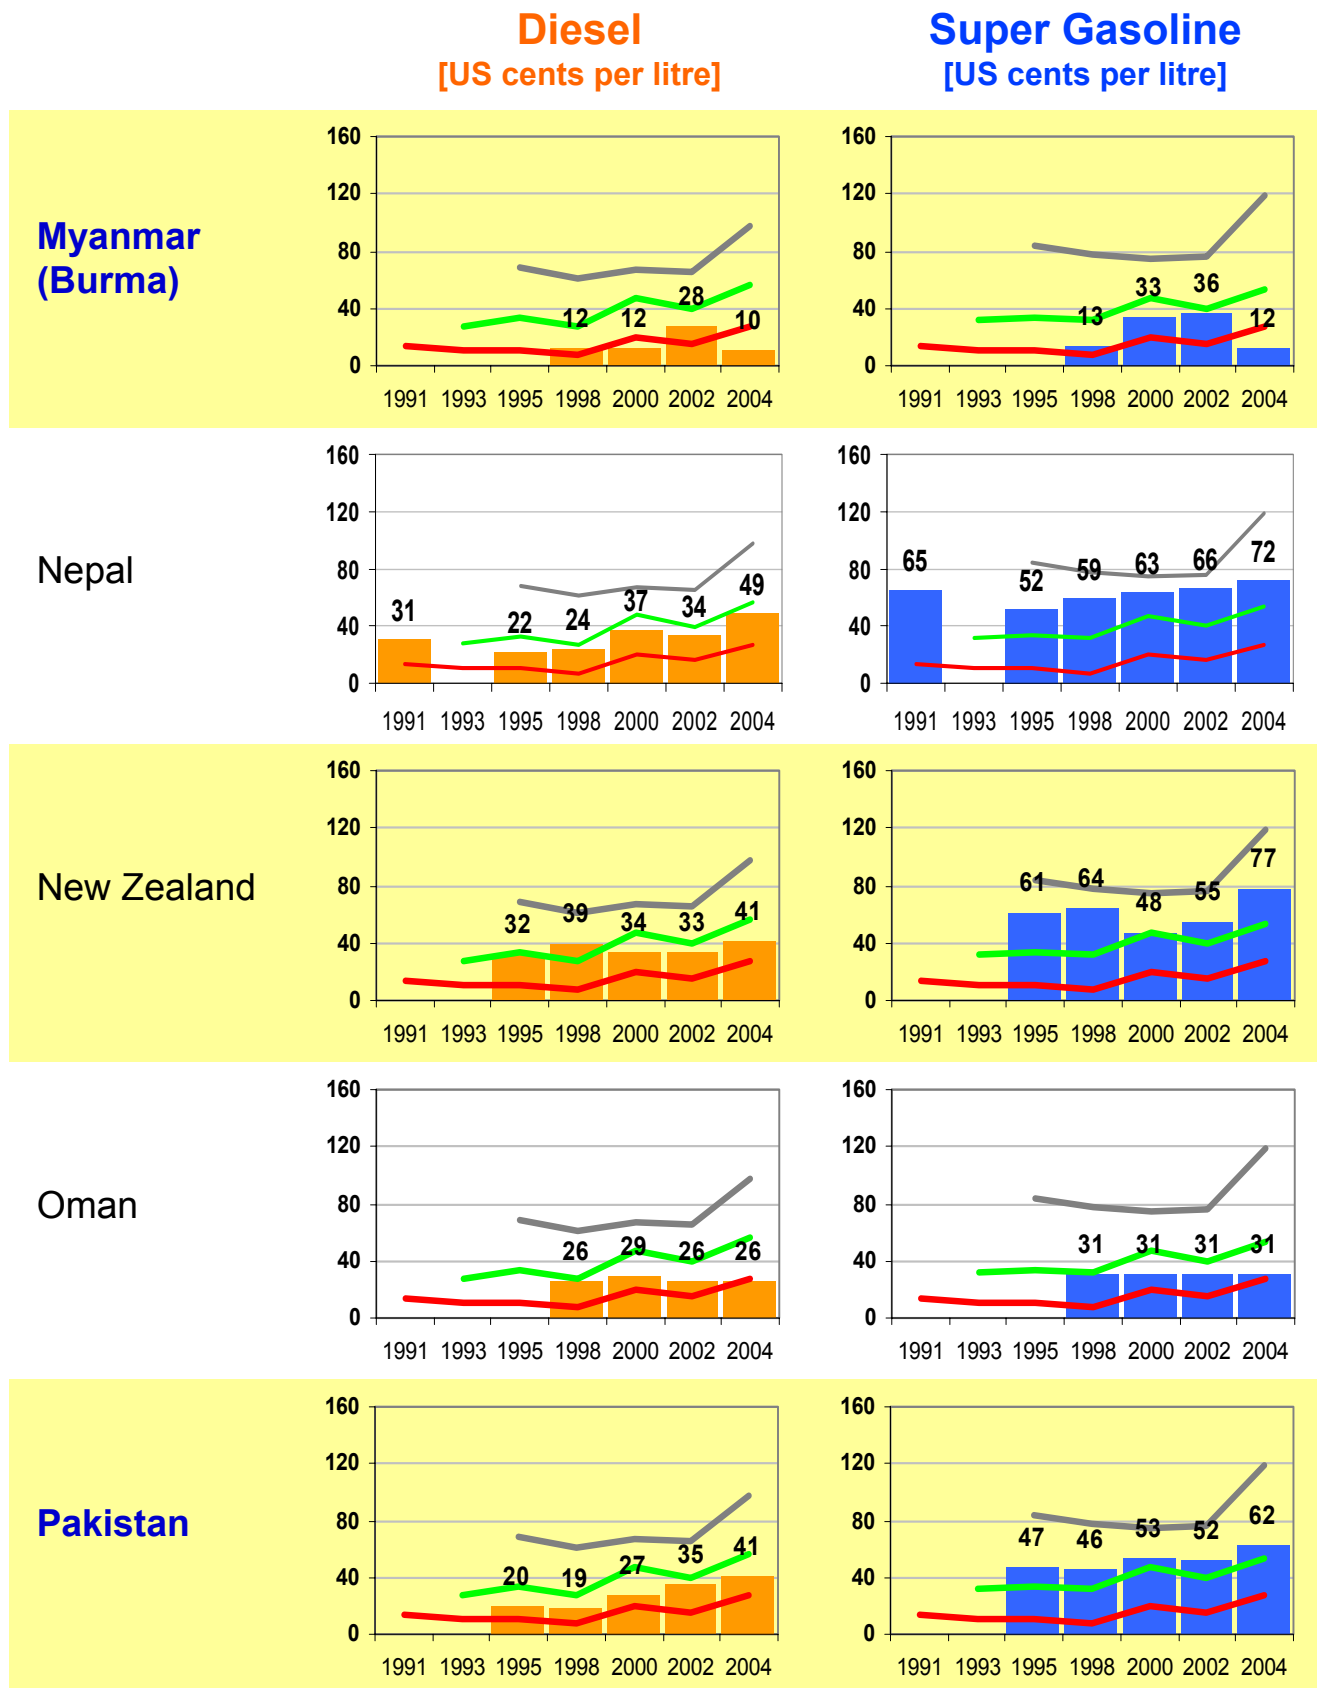 Diesel
[US cents per litre]
Super Gasoline
[US cents per litre]
Myanmar
(Burma)
160
120
80
40
0
12 12 28 10
1991 1993 1995 1998 2000 2002 2004
160
120
80
40
0
13 33 36 12
1991 1993 1995 1998 2000 2002 2004
Nepal
160
120
80
40
0
31 22 24 37 34 49
1991 1993 1995 1998 2000 2002 2004
160
120
80
40
0
65 52 59 63 66 72
1991 1993 1995 1998 2000 2002 2004
New Zealand
160
120
80
40
0
32 39 34 33 41
1991 1993 1995 1998 2000 2002 2004
160
120
80
40
0
61 64 48 55 77
1991 1993 1995 1998 2000 2002 2004
Oman
160
120
80
40
0
26 29 26 26
1991 1993 1995 1998 2000 2002 2004
160
120
80
40
0
31 31 31 31
1991 1993 1995 1998 2000 2002 2004
Pakistan
160
120
80
40
0
20 19 27 35 41
1991 1993 1995 1998 2000 2002 2004
160
120
80
40
0
47 46 53 52 62
1991 1993 1995 1998 2000 2002 2004